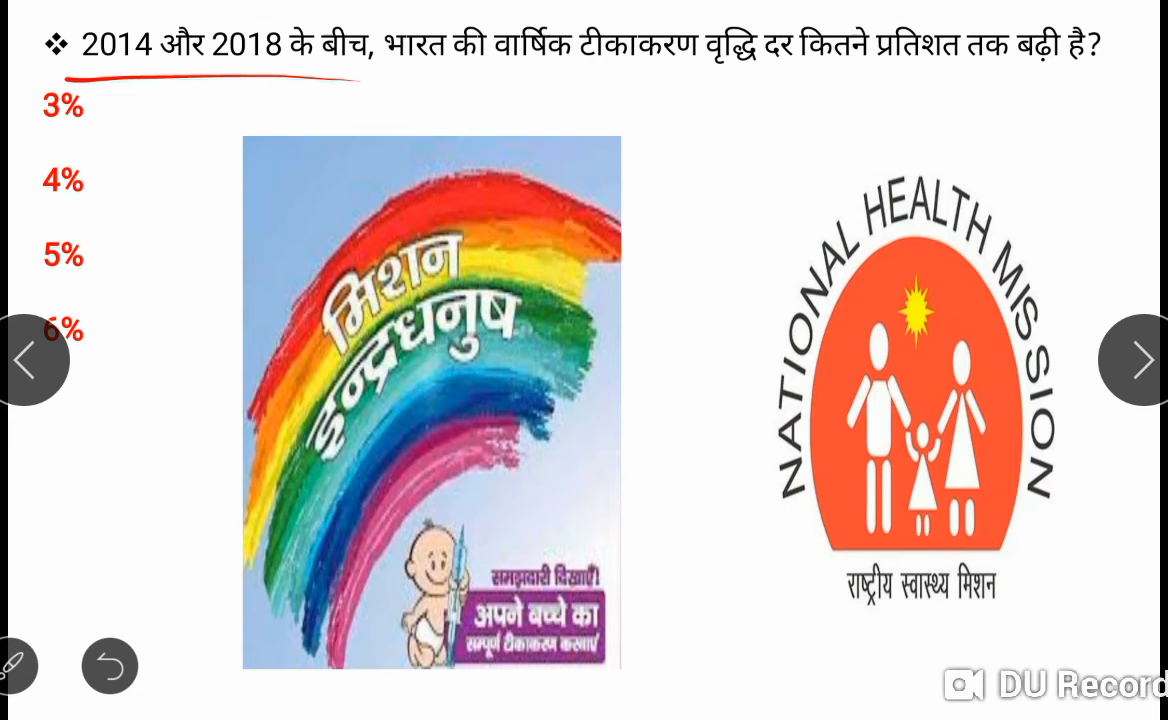 ❖ 2014 और 2018 के बीच, भारत की वार्षिक टीकाकरण वृद्धि दर कितने प्रतिशत तक बढ़ी है?
3%
4%
5%
6%
मिशन
इन्द्रधनुष
समझदारी दिखाएँ!
अपने बच्चे का
सम्पूर्ण टीकाकरण करवाएं
NATIONAL HEALTH MISSION
राष्ट्रीय स्वास्थ्य मिशन
DU Record